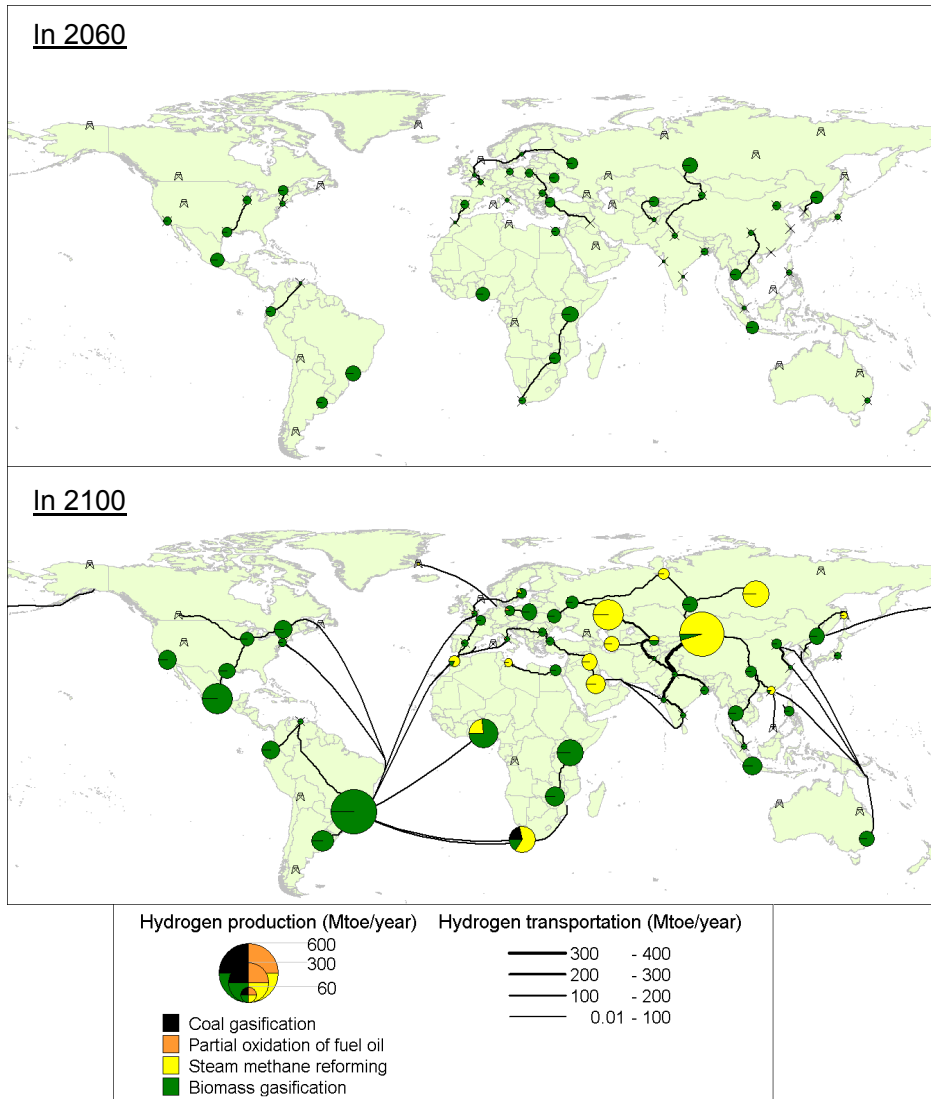 In 2060
In 2100
Hydrogen production (Mtoe/year)
600
300
60
Coal gasification
Partial oxidation of fuel oil
Steam methane reforming
Biomass gasification
Hydrogen transportation (Mtoe/year)
300 - 400
200 - 300
100 - 200
0.01 - 100